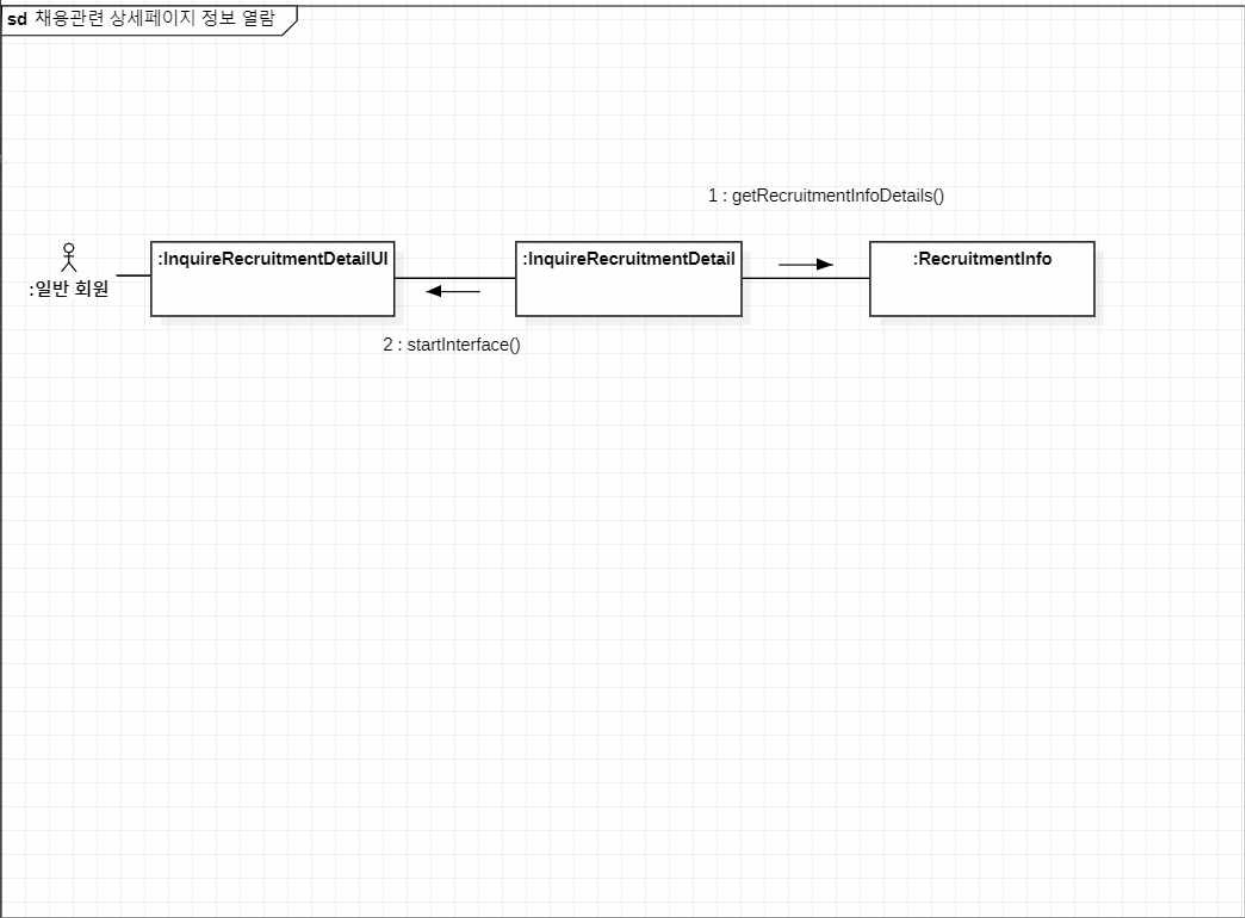 sd 채용관련 상세페이지 정보 열람
1 : getRecruitmentInfoDetails()
:일반 회원
:InquireRecruitmentDetailUI
:InquireRecruitmentDetail
:RecruitmentInfo
2 : startInterface()